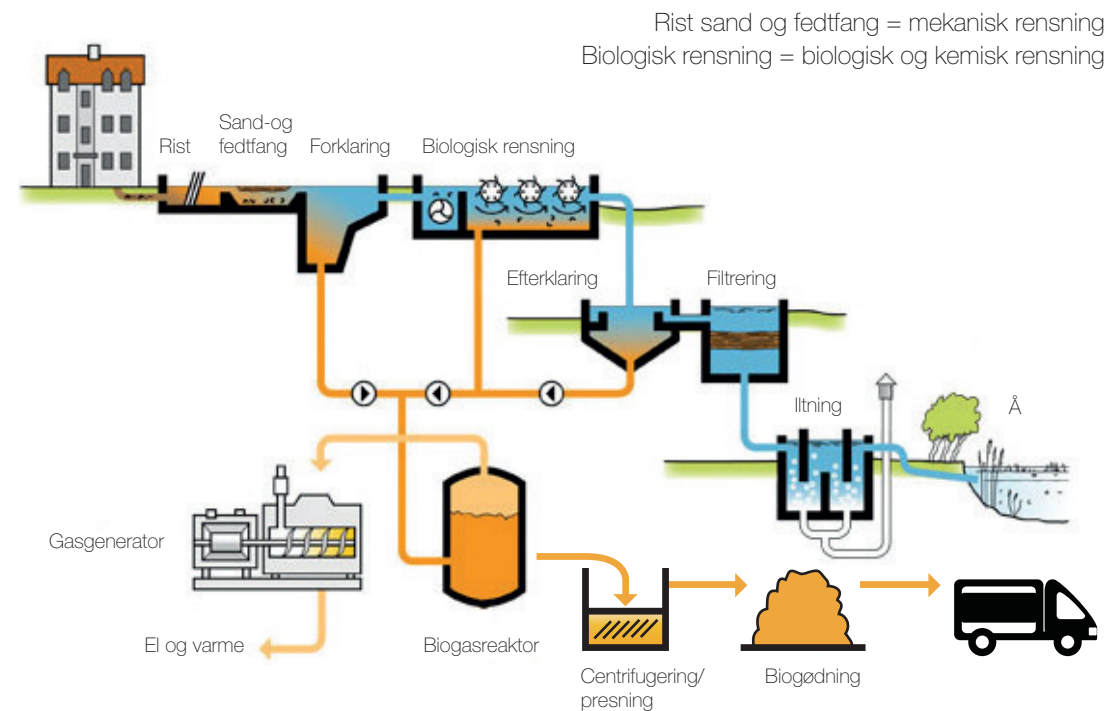 Rist sand og fedtfang = mekanisk rensning
Biologisk rensning = biologisk og kemisk rensning
Rist
Sand-og
fedtfang
Forklaring
Biologisk rensning
Efterklaring
Filtrering
Iltning
Å
Gasgenerator
El og varme
Biogasreaktor
Centrifugering/
presning
Biogødning